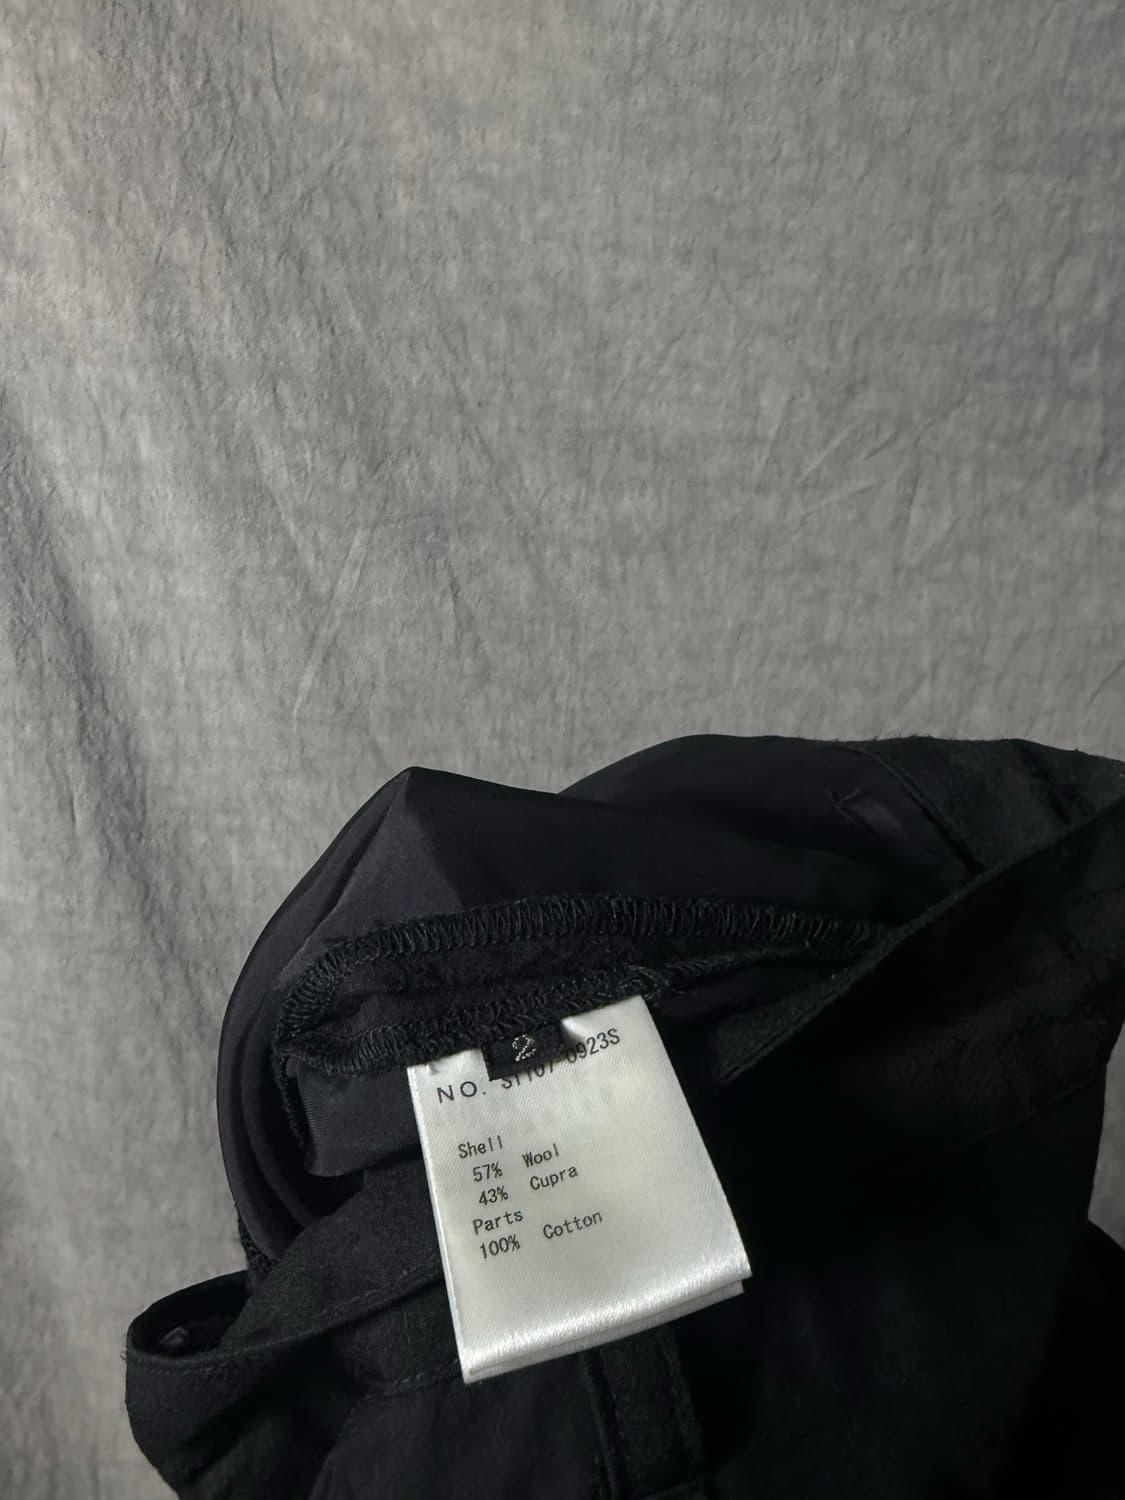 2
NO. S1107-0923S
Shell
57% Wool
43% Cupra
Parts
100% Cotton